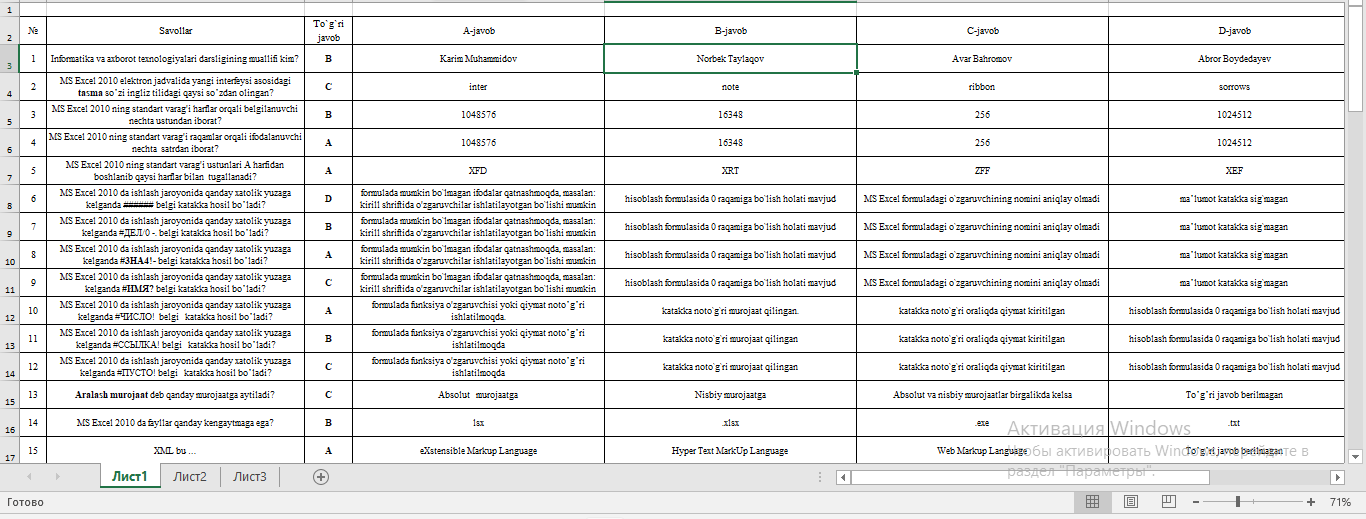 1
2 № Savollar To`g`ri javob A-javob B-javob C-javob D-javob
3 1 Informatika va axborot texnologiyalari darsligining muallifi kim? B Karim Muhammidov Norbek Taylaqov Avar Bahromov Abror Boydedayev
4 2 MS Excel 2010 elektron jadvalida yangi interfeysi asosidagi tasma so`zi ingliz tilidagi qaysi so`zdan olingan? C inter note ribbon sorrows
5 3 MS Excel 2010 ning standart varag'i harflar orqali belgilanuvchi nechta ustundan iborat? B 1048576 16348 256 1024512
6 4 MS Excel 2010 ning standart varag'i raqamlar orqali ifodalanuvchi nechta satrdan iborat? A 1048576 16348 256 1024512
7 5 MS Excel 2010 ning standart varag'i ustunlari A harfidan boshlanib qaysi harflar bilan tugallanadi? A XFD XRT ZFF XEF
8 6 MS Excel 2010 da ishlash jaroyonida qanday xatolik yuzaga kelganda ###### belgi katakka hosil bo`ladi? D formulada mumkin bo`lmagan ifodalar qatnashmoqda, masalan: kirill shriftida o'zgaruvchilar ishlatilayotgan bo`lishi mumkin hisoblash formulasida 0 raqamiga bo`lish holati mavjud MS Excel formuladagi o`zgaruvchining nomini aniqlay olmadi ma`lumot katakka sig`magan
9 7 MS Excel 2010 da ishlash jaroyonida qanday xatolik yuzaga kelganda #ДЕЛ/0 -. belgi katakka hosil bo`ladi? B formulada mumkin bo`lmagan ifodalar qatnashmoqda, masalan: kirill shriftida o'zgaruvchilar ishlatilayotgan bo`lishi mumkin hisoblash formulasida 0 raqamiga bo`lish holati mavjud MS Excel formuladagi o`zgaruvchining nomini aniqlay olmadi ma`lumot katakka sig`magan
10 8 MS Excel 2010 da ishlash jaroyonida qanday xatolik yuzaga kelganda #ЗНА4!- belgi katakka hosil bo`ladi? A formulada mumkin bo`lmagan ifodalar qatnashmoqda, masalan: kirill shriftida o'zgaruvchilar ishlatilayotgan bo`lishi mumkin hisoblash formulasida 0 raqamiga bo`lish holati mavjud MS Excel formuladagi o`zgaruvchining nomini aniqlay olmadi ma`lumot katakka sig`magan
11 9 MS Excel 2010 da ishlash jaroyonida qanday xatolik yuzaga kelganda #ИМЯ? belgi katakka hosil bo`ladi? C formulada mumkin bo`lmagan ifodalar qatnashmoqda, masalan: kirill shriftida o'zgaruvchilar ishlatilayotgan bo`lishi mumkin hisoblash formulasida 0 raqamiga bo`lish holati mavjud MS Excel formuladagi o`zgaruvchining nomini aniqlay olmadi ma`lumot katakka sig`magan
12 10 MS Excel 2010 da ishlash jaroyonida qanday xatolik yuzaga kelganda #ЧИСЛО! belgi katakka hosil bo`ladi? A formulada funksiya o'zgaruvchisi yoki qiymat noto`g`ri ishlatilmoqda. katakka noto`g'ri murojaat qilingan. katakka noto`g'ri oraliqda qiymat kiritilgan hisoblash formulasida 0 raqamiga bo`lish holati mavjud
13 11 MS Excel 2010 da ishlash jaroyonida qanday xatolik yuzaga kelganda #ССЫЛКА! belgi katakka hosil bo`ladi? B formulada funksiya o'zgaruvchisi yoki qiymat noto`g`ri ishlatilmoqda katakka noto`g'ri murojaat qilingan katakka noto`g'ri oraliqda qiymat kiritilgan hisoblash formulasida 0 raqamiga bo`lish holati mavjud
14 12 MS Excel 2010 da ishlash jaroyonida qanday xatolik yuzaga kelganda #ПУСТО! belgi katakka hosil bo`ladi? C formulada funksiya o'zgaruvchisi yoki qiymat noto`g`ri ishlatilmoqda katakka noto`g'ri murojaat qilingan katakka noto`g'ri oraliqda qiymat kiritilgan hisoblash formulasida 0 raqamiga bo`lish holati mavjud
15 13 Aralash murojaat deb qanday murojaatga aytiladi? C Absolut murojaatga Nisbiy murojaatga Absolut va nisbiy murojaatlar birgalikda kelsa To`g`ri javob berilmagan
16 14 MS Excel 2010 da fayllar qanday kengaytmaga ega? B lsx .xlsx .exe .txt
17 15 XML bu ... A eXstensible Markup Language Hyper Text MarkUp Language Web Markup Language To`g`ri javob berilmagan
Активация Windows
Чтобы активировать Windows, перейдите в
раздел "Параметры".
Лист1 Лист2 Лист3
Готово 71%